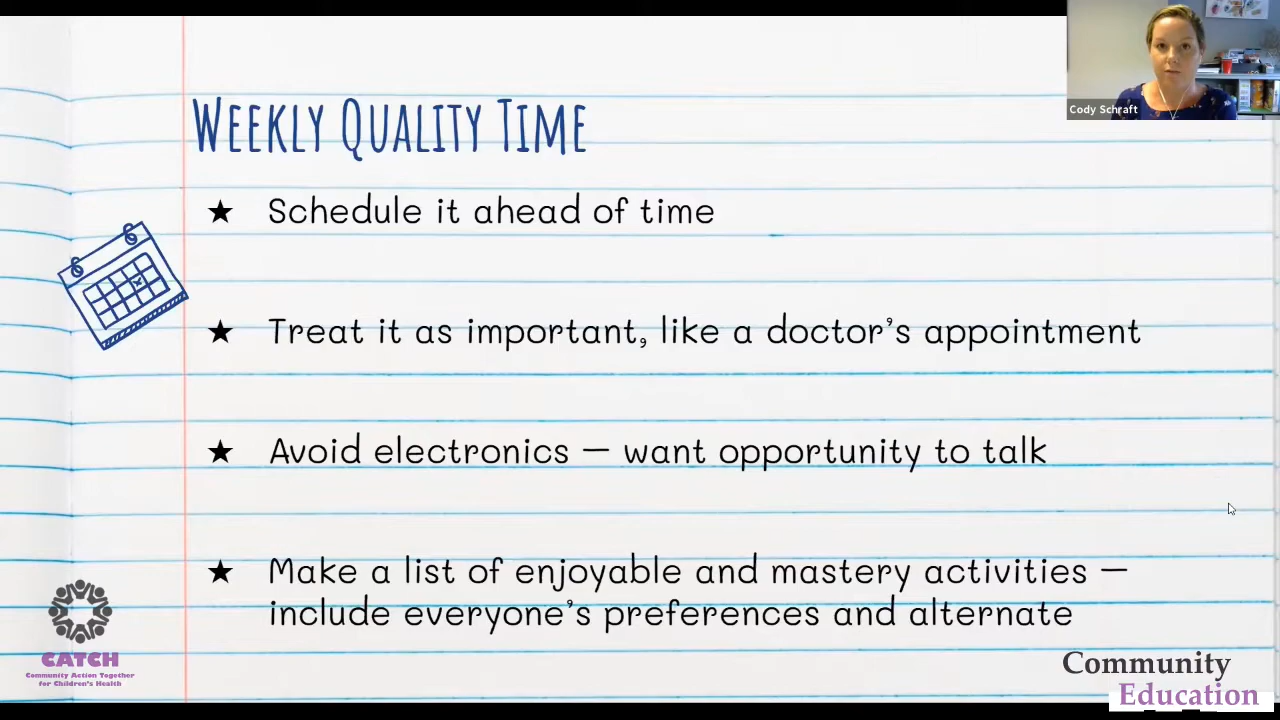 Cody Schraft
WEEKLY QUALITY TIME
★ Schedule it ahead of time
★ Treat it as important, like a doctor's appointment
★ Avoid electronics – want opportunity to talk
★ Make a list of enjoyable and mastery activities –
include everyone's preferences and alternate
CATCH
Community Action Together
for Children's Health
Community
Education